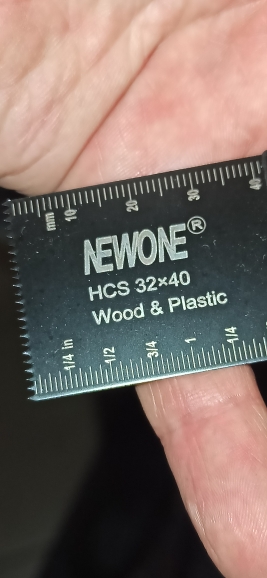 mm 10 20 30 40
NEWONE®
HCS 32×40
Wood & Plastic
1/4 in 1/2 3/4 1 1/4